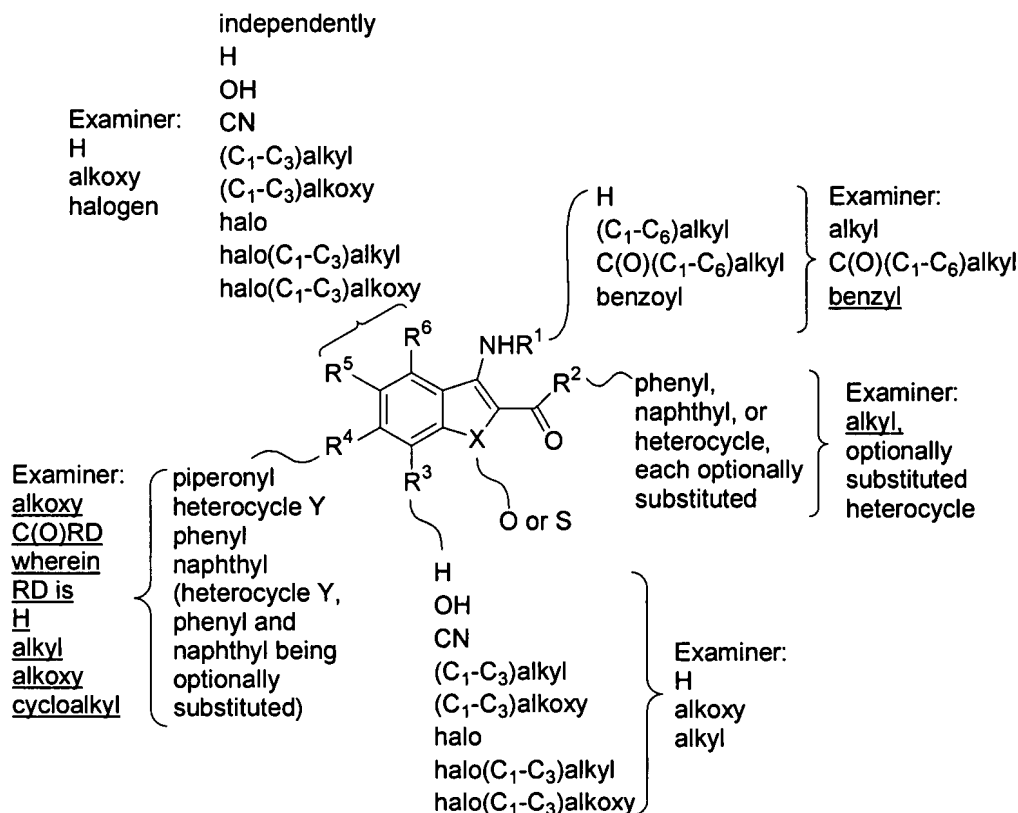 independently
H
OH
CN
(C1-C3)alkyl
(C1-C3)alkoxy
halo
halo(C1-C3)alkyl
halo(C1-C3)alkoxy
Examiner:
H
alkoxy
halogen
H
(C1-C6)alkyl
C(O)(C1-C6)alkyl
benzoyl
Examiner:
alkyl
C(O)(C1-C6)alkyl
benzyl
R5
R6
NHR1
R2
O
X
R4
R3
O or S
phenyl,
naphthyl, or
heterocycle,
each optionally
substituted
Examiner:
alkyl,
optionally
substituted
heterocycle
Examiner:
alkoxy
C(O)RD
wherein
RD is
H
alkyl
alkoxy
cycloalkyl
piperonyl
heterocycle Y
phenyl
naphthyl
(heterocycle Y,
phenyl and
naphthyl being
optionally
substituted)
H
OH
CN
(C1-C3)alkyl
(C1-C3)alkoxy
halo
halo(C1-C3)alkyl
halo(C1-C3)alkoxy
Examiner:
H
alkoxy
alkyl